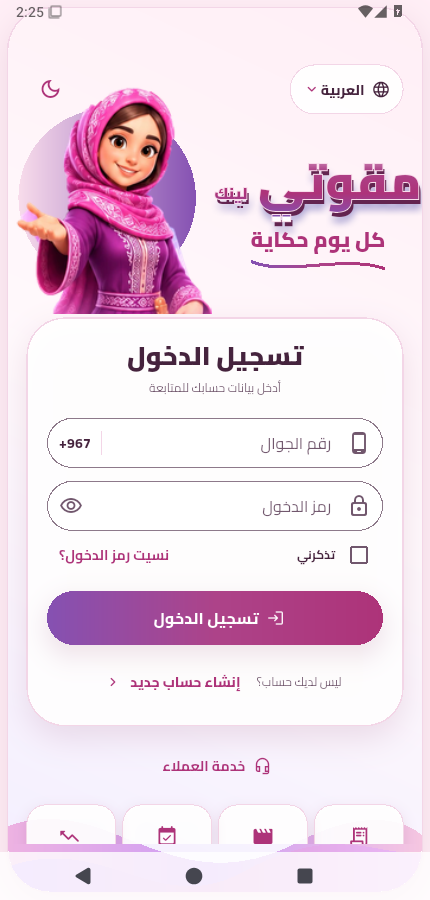 2:25
العربية
مقوتي لينك
كل يوم حكاية
تسجيل الدخول
أدخل بيانات حسابك للمتابعة
رقم الجوال +967
رمز الدخول
تذكرني نسيت رمز الدخول؟
تسجيل الدخول
ليس لديك حساب؟ إنشاء حساب جديد
خدمة العملاء